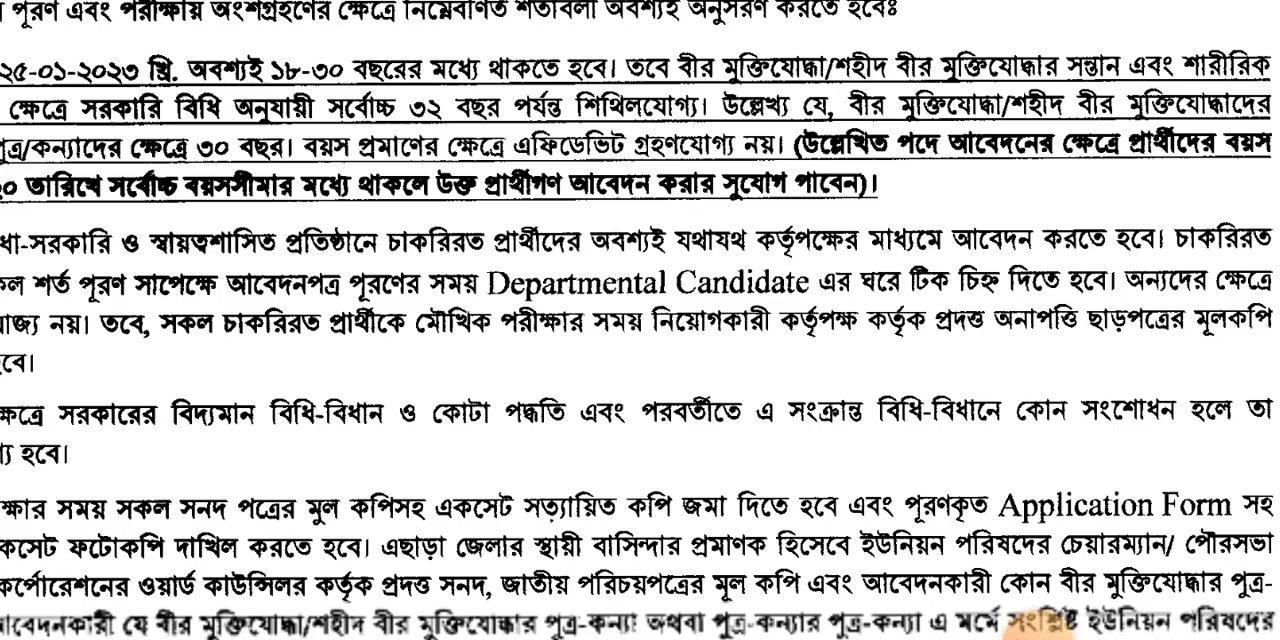 পূরণ এবং পরীক্ষায় অংশগ্রহণের ক্ষেত্রে নিম্নেবর্ণিত শর্তাবলী অবশ্যই অনুসরণ করতে হবেঃ
২৫-০১-২০২৩ খ্রি. অবশ্যই ১৮-৩০ বছরের মধ্যে থাকতে হবে। তবে বীর মুক্তিযোদ্ধা/শহীদ বীর মুক্তিযোদ্ধার সন্তান এবং শারীরিক
ক্ষেত্রে সরকারি বিধি অনুযায়ী সর্বোচ্চ ৩২ বছর পর্যন্ত শিথিলযোগ্য। উল্লেখ্য যে, বীর মুক্তিযোদ্ধা/শহীদ বীর মুক্তিযোদ্ধাদের
ত্র/কন্যাদের ক্ষেত্রে ৩০ বছর। বয়স প্রমাণের ক্ষেত্রে এফিডেভিট গ্রহণযোগ্য নয়। (উল্লেখিত পদে আবেদনের ক্ষেত্রে প্রার্থীদের বয়স
২০ তারিখে সর্বোচ্চ বয়সসীমার মধ্যে থাকলে উক্ত প্রার্থীগণ আবেদন করার সুযোগ পাবেন)।
ধা-সরকারি ও স্বায়ত্বশাসিত প্রতিষ্ঠানে চাকরিরত প্রার্থীদের অবশ্যই যথাযথ কর্তৃপক্ষের মাধ্যমে আবেদন করতে হবে। চাকরিরত
কল শর্ত পূরণ সাপেক্ষে আবেদনপত্র পূরণের সময় Departmental Candidate এর ঘরে টিক চিহ্ন দিতে হবে। অন্যদের ক্ষেত্রে
যাজ্য নয়। তবে, সকল চাকরিরত প্রার্থীকে মৌখিক পরীক্ষার সময় নিয়োগকারী কর্তৃপক্ষ কর্তৃক প্রদত্ত অনাপত্তি ছাড়পত্রের মূলকপি
হবে।
ক্ষেত্রে সরকারের বিদ্যমান বিধি-বিধান ও কোটা পদ্ধতি এবং পরবর্তীতে এ সংক্রান্ত বিধি-বিধানে কোন সংশোধন হলে তা
্য হবে।
ক্ষার সময় সকল সনদ পত্রের মুল কপিসহ একসেট সত্যায়িত কপি জমা দিতে হবে এবং পূরণকৃত Application Form সহ
কসেট ফটোকপি দাখিল করতে হবে। এছাড়া জেলার স্থায়ী বাসিন্দার প্রমাণক হিসেবে ইউনিয়ন পরিষদের চেয়ারম্যান/ পৌরসভা
কর্পোরেশনের ওয়ার্ড কাউন্সিলর কর্তৃক প্রদত্ত সনদ, জাতীয় পরিচয়পত্রের মূল কপি এবং আবেদনকারী কোন বীর মুক্তিযোদ্ধার পুত্র-
আবেদনকারী যে বীর মুক্তিযোদ্ধা/শহীদ বীর মুক্তিযোদ্ধার পুত্র-কন্যা অথবা পুত্র-কন্যার পুত্র-কন্যা এ মর্মে সংশ্লিষ্ট ইউনিয়ন পরিষদের